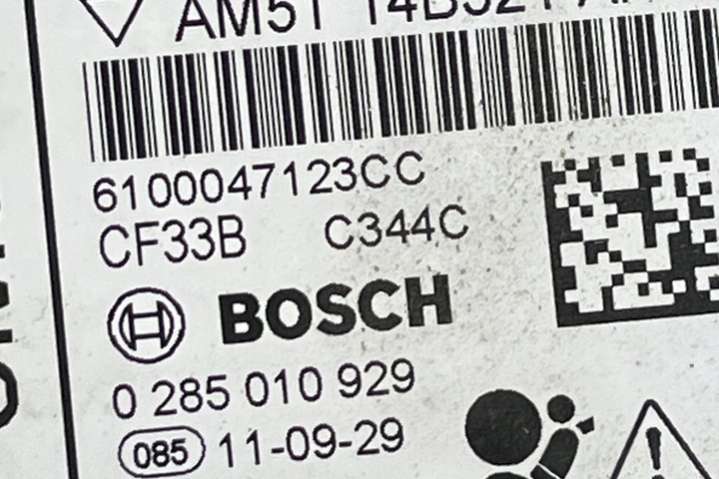 AM51
6100047123CC
CF33B C344C
BOSCH
0 285 010 929
085 11-09-29